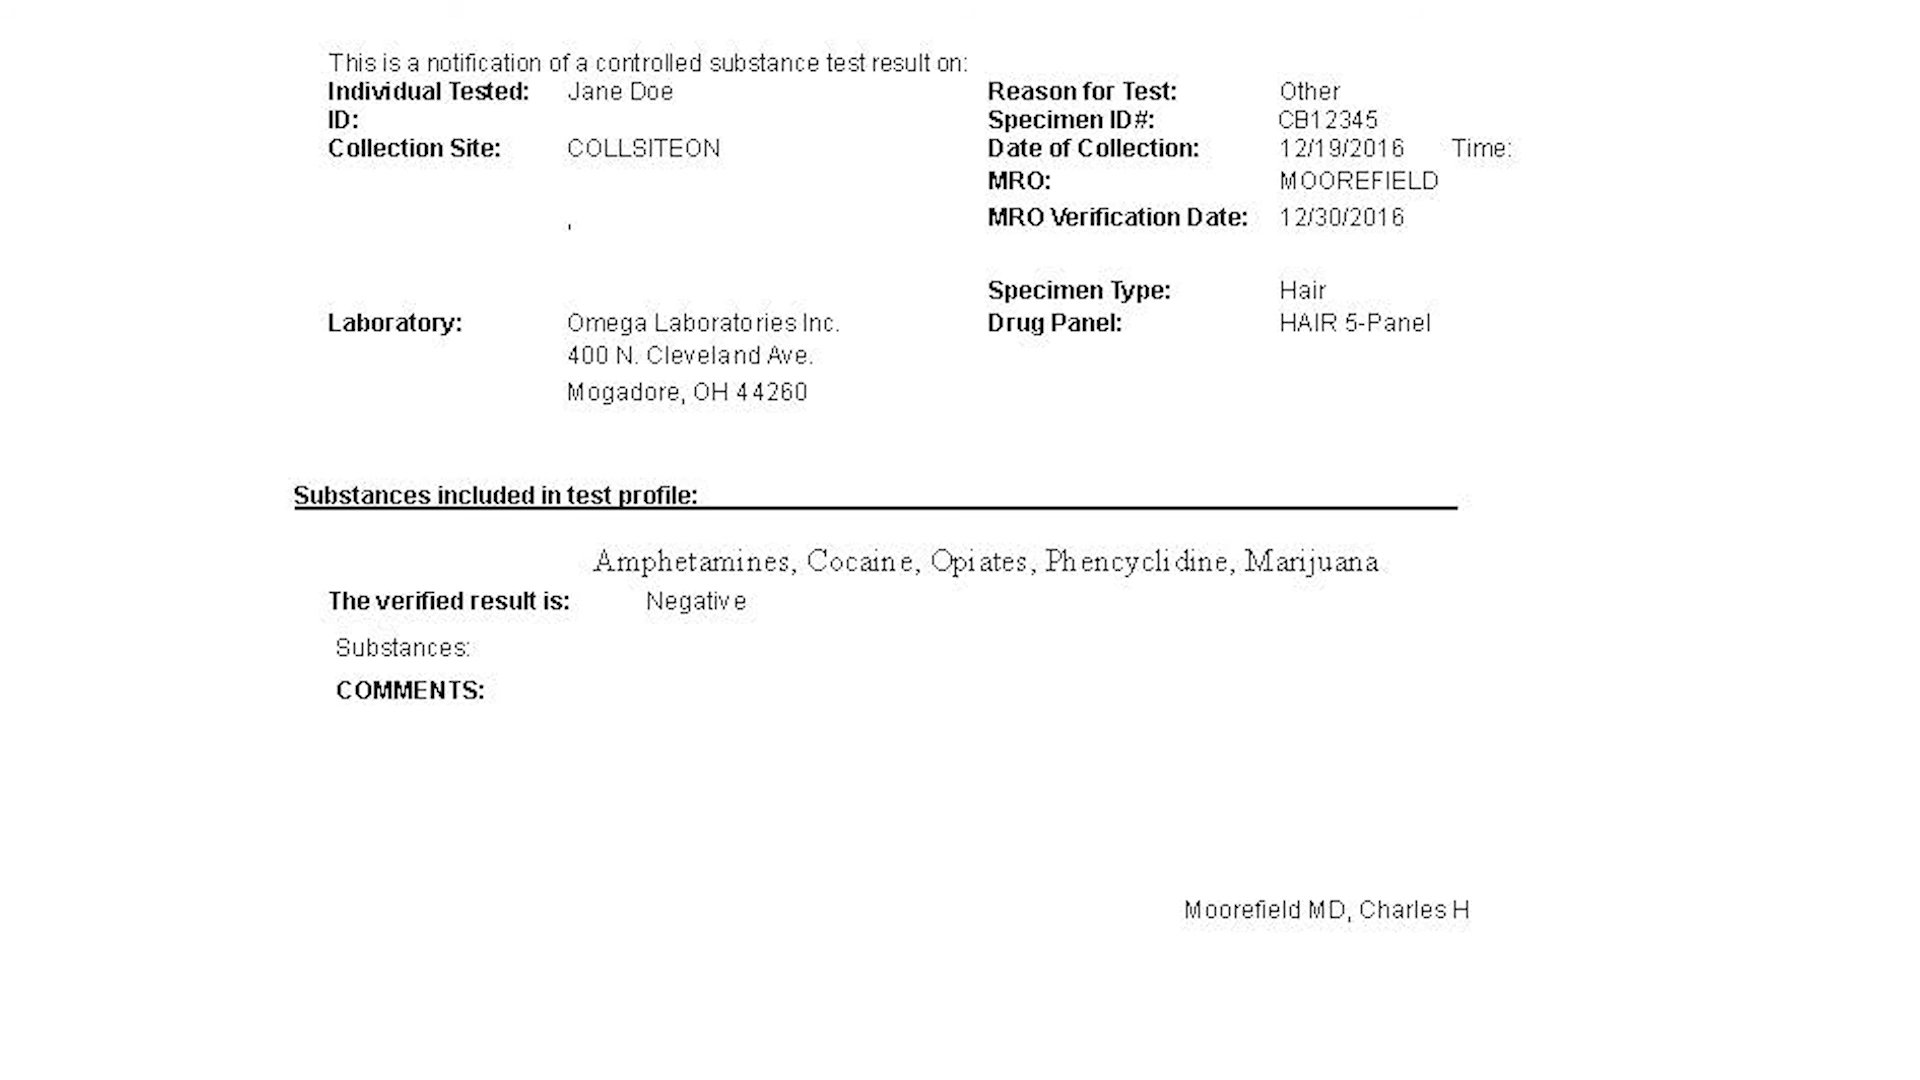 This is a notification of a controlled substance test result on:
Individual Tested: Jane Doe Reason for Test: Other
ID: Specimen ID#: CB12345
Collection Site: COLLSITEON Date of Collection: 12/19/2016 Time:
MRO: MOOREFIELD
, MRO Verification Date: 12/30/2016
Specimen Type: Hair
Laboratory: Omega Laboratories Inc. Drug Panel: HAIR 5-Panel
400 N. Cleveland Ave.
Mogadore, OH 44260
Substances included in test profile:
Amphetamines, Cocaine, Opiates, Phencyclidine, Marijuana
The verified result is: Negative
Substances:
COMMENTS:
Moorefield MD, Charles H